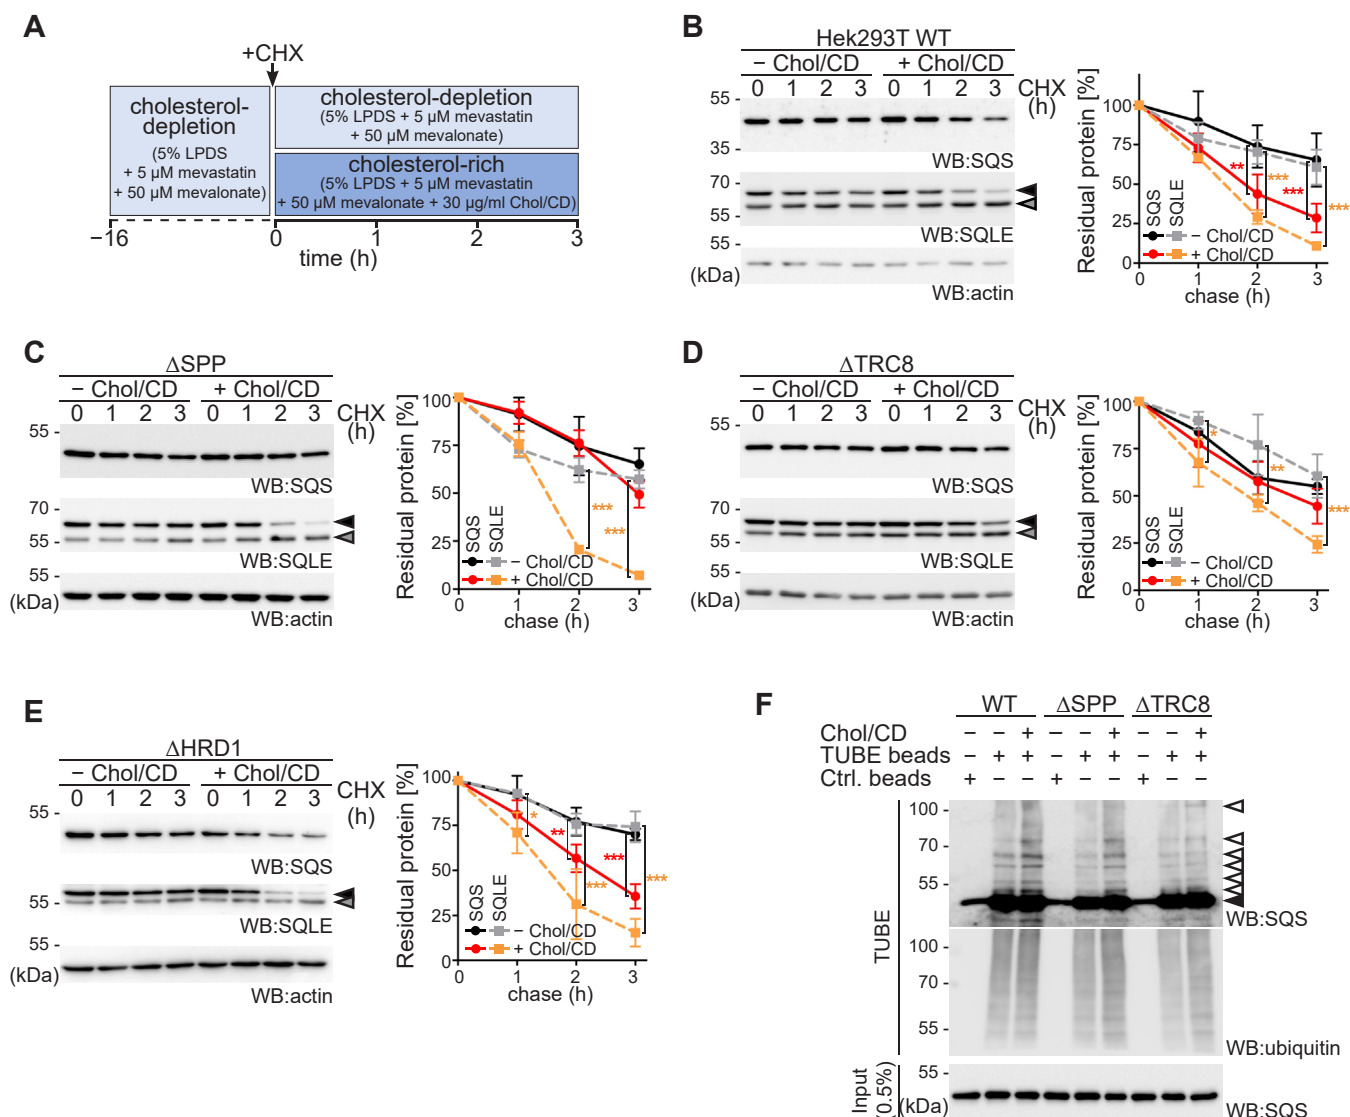 A
+CHX
cholesterol-
depletion
(5% LPDS
+ 5 µM mevastatin
+ 50 µM mevalonate)
cholesterol-depletion
(5% LPDS + 5 µM mevastatin
+ 50 µM mevalonate)
cholesterol-rich
(5% LPDS + 5 µM mevastatin
+ 50 µM mevalonate + 30 µg/ml Chol/CD)
−16 0 1 2 3
time (h)
B
Hek293T WT
− Chol/CD + Chol/CD
0 1 2 3 0 1 2 3 CHX
(h)
55
35
WB:SQS
70
55
WB:SQLE
55
(kDa)
WB:actin
Residual protein [%]
100
75
50
25
0
** *** *** ***
SQS
SQLE
− Chol/CD
+ Chol/CD
0 1 2 3
chase (h)
C
ΔSPP
− Chol/CD + Chol/CD
0 1 2 3 0 1 2 3 CHX
(h)
55
WB:SQS
70
55
WB:SQLE
55
(kDa)
WB:actin
Residual protein [%]
100
75
50
25
0
*** ***
SQS
SQLE
− Chol/CD
+ Chol/CD
0 1 2 3
chase (h)
D
ΔTRC8
− Chol/CD + Chol/CD
0 1 2 3 0 1 2 3 CHX
(h)
55
WB:SQS
70
55
WB:SQLE
55
(kDa)
WB:actin
Residual protein [%]
100
75
50
25
0
* ** ***
SQS
SQLE
− Chol/CD
+ Chol/CD
0 1 2 3
chase (h)
E
ΔHRD1
− Chol/CD + Chol/CD
0 1 2 3 0 1 2 3 CHX
(h)
55
WB:SQS
55
WB:SQLE
55
(kDa)
WB:actin
Residual protein [%]
100
75
50
25
0
* ** *** *** ***
SQS
SQLE
− Chol/CD
+ Chol/CD
0 1 2 3
chase (h)
F
WT ΔSPP ΔTRC8
Chol/CD − − + − − + − − +
TUBE beads − + + − + + − + +
Ctrl. beads + − − + − − + − −
TUBE
100
70
55
WB:SQS
100
70
55
WB:ubiquitin
Input
(0.5%)
55
(kDa)
WB:SQS